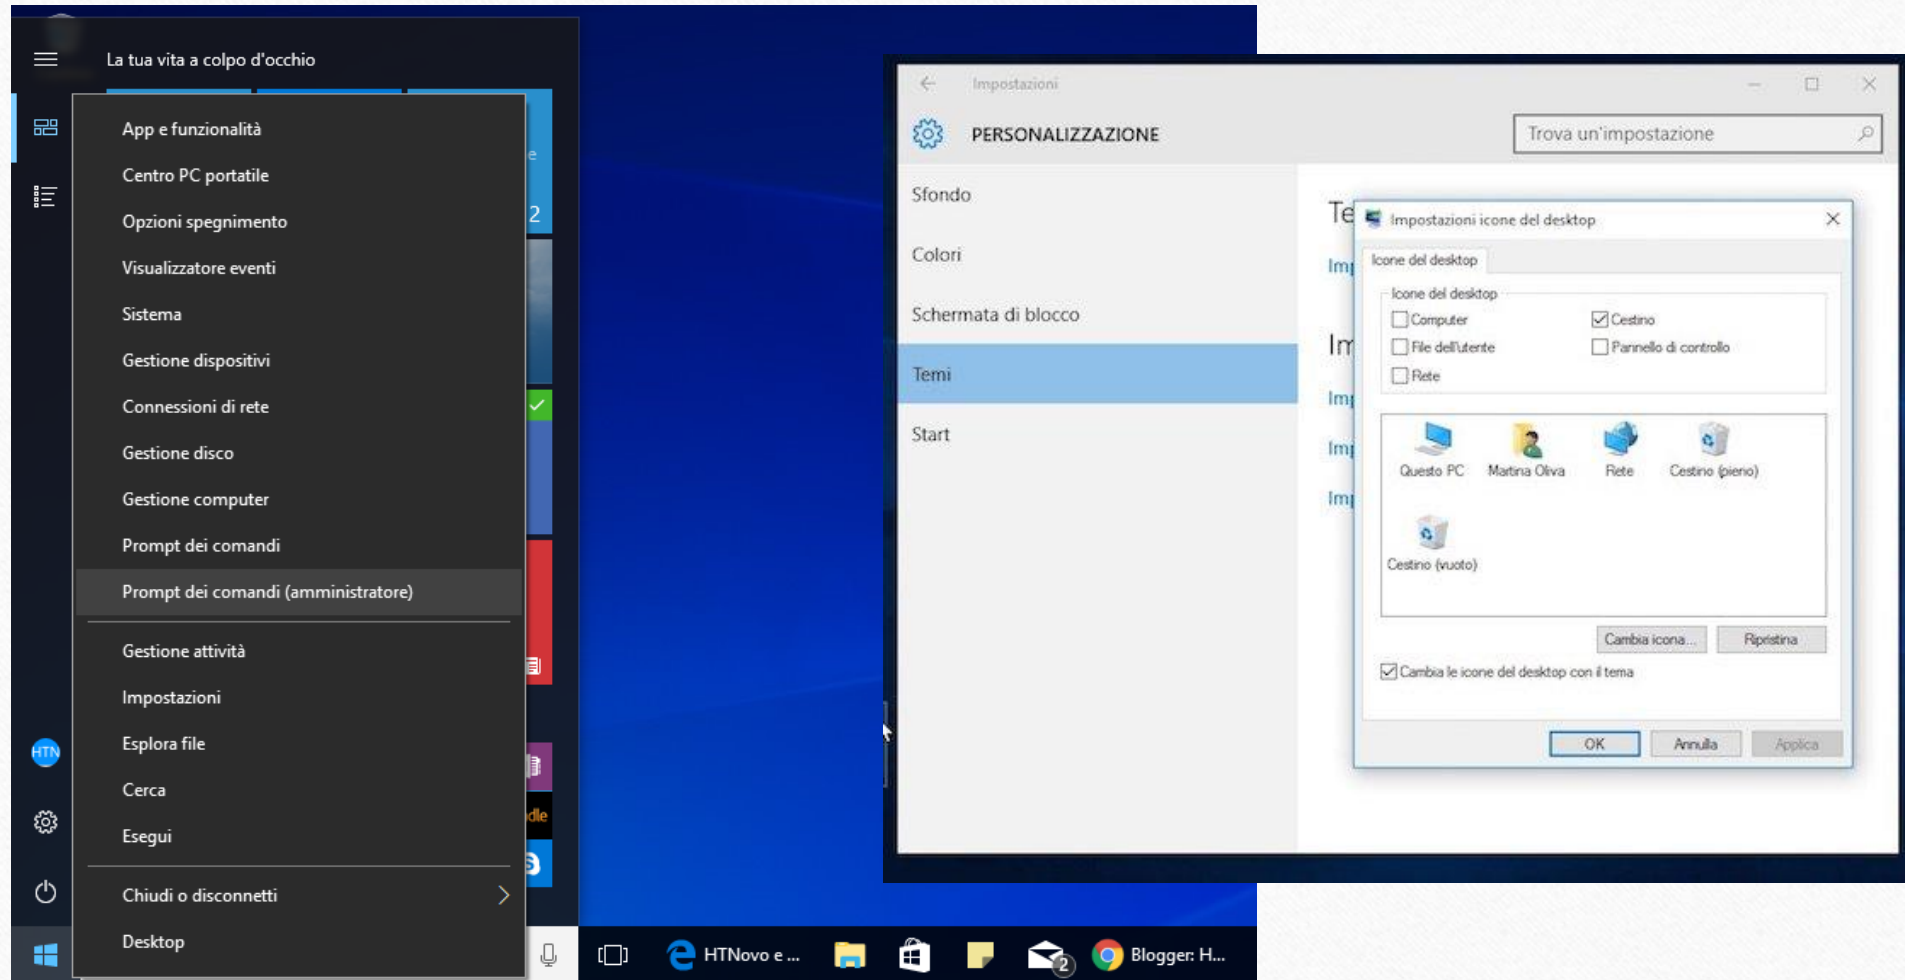 La tua vita a colpo d'occhio
App e funzionalità
Centro PC portatile
Opzioni spegnimento
Visualizzatore eventi
Sistema
Gestione dispositivi
Connessioni di rete
Gestione disco
Gestione computer
Prompt dei comandi
Prompt dei comandi (amministratore)
Gestione attività
Impostazioni
Esplora file
Cerca
Esegui
Chiudi o disconnetti
Desktop
e
2
dle
HTN
HTNovo e ...
2
Blogger: H...
Impostazioni
PERSONALIZZAZIONE
Trova un'impostazione
Sfondo
Colori
Schermata di blocco
Temi
Start
Te
Im
Impostazioni icone del desktop
Icone del desktop
Icone del desktop
Computer
Cestino
File dell'utente
Pannello di controllo
Rete
Questo PC
Martina Oliva
Rete
Cestino (pieno)
Cestino (vuoto)
Cambia icona...
Ripristina
Cambia le icone del desktop con il tema
OK
Annulla
Applica